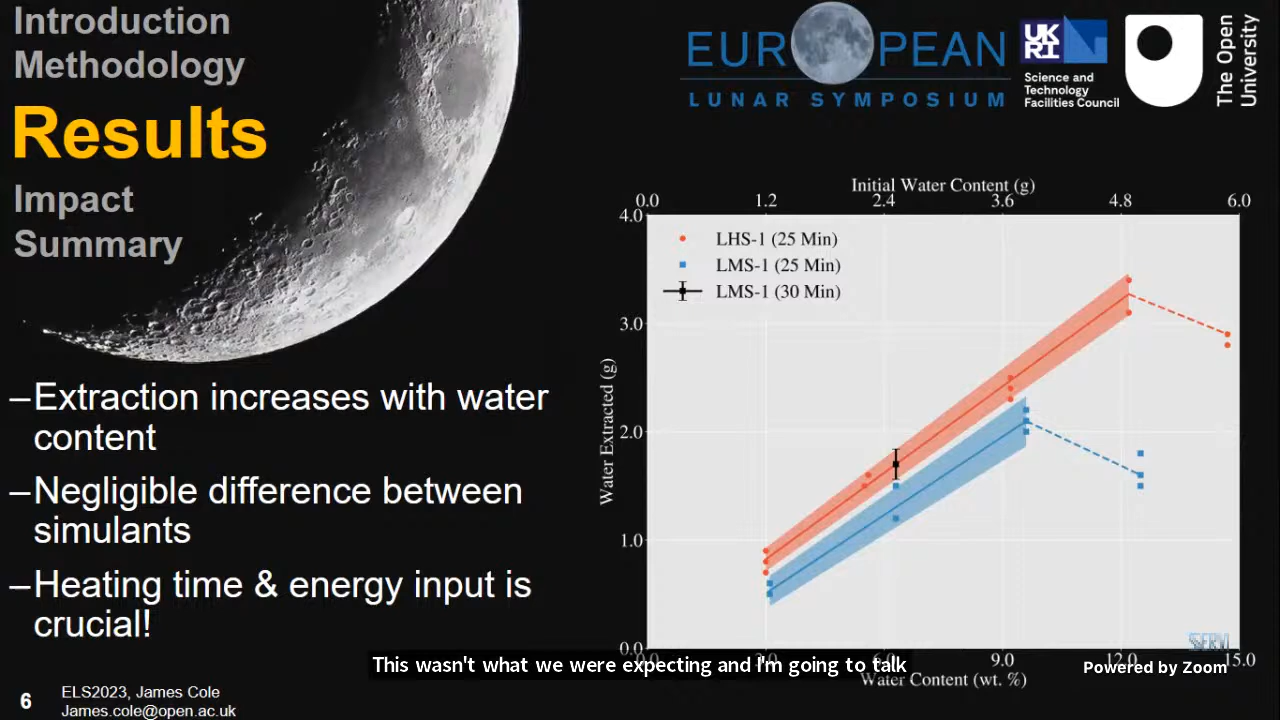 Introduction
Methodology
Results
Impact
Summary
EUR PEAN
LUNAR SYMPOSIUM
UK
RI
Science and
Technology
Facilities Council
The Open
University
–Extraction increases with water
content
–Negligible difference between
simulants
–Heating time & energy input is
crucial!
Initial Water Content (g)
0.0 1.2 2.4 3.6 4.8 6.0
LHS-1 (25 Min)
LMS-1 (25 Min)
LMS-1 (30 Min)
Water Extracted (g)
4.0
3.0
2.0
1.0
0.0
9.0 15.0
Water Content (wt. %)
This wasn't what we were expecting and I'm going to talk
Powered by Zoom
6
ELS2023, James Cole
James.cole@open.ac.uk